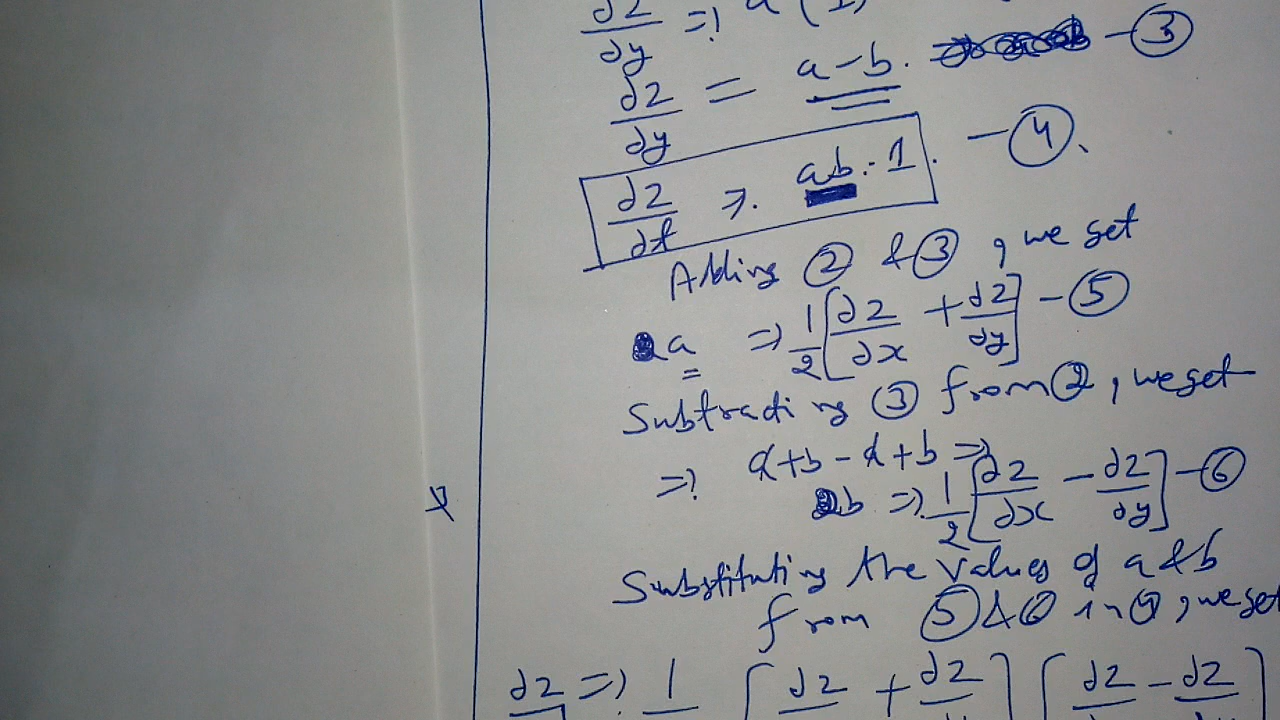 ∂z/∂y ⇒ a(1)
∂z/∂y = a-b. -③
∂z/∂t ⇒. ab.1. -④.
Adding ② & ③, we get
a ⇒ 1/2[∂z/∂x + ∂z/∂y] -⑤
Subtracting ③ from ②, we get
⇒ a+b-a+b ⇒
b ⇒ 1/2[∂z/∂x - ∂z/∂y] -⑥
Substituting the values of a & b
from ⑤ & ⑥ in ④, we get
∂z ⇒ 1 [∂z + ∂z] [∂z - ∂z]